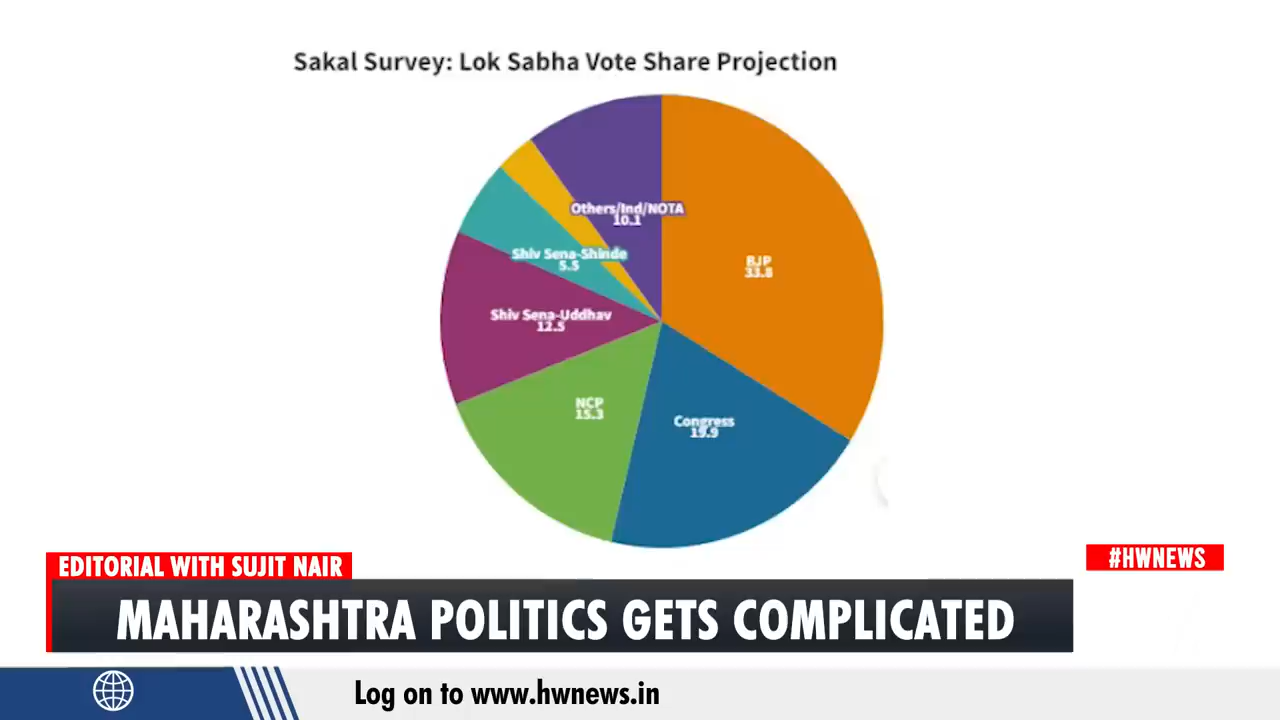 Sakal Survey: Lok Sabha Vote Share Projection
Others/Ind/NOTA
10.1
Shiv Sena-Shinde
5.5
BJP
33.8
Shiv Sena-Uddhav
12.5
NCP
15.3
Congress
19.9
EDITORIAL WITH SUJIT NAIR
#HWNEWS
MAHARASHTRA POLITICS GETS COMPLICATED
Log on to www.hwnews.in